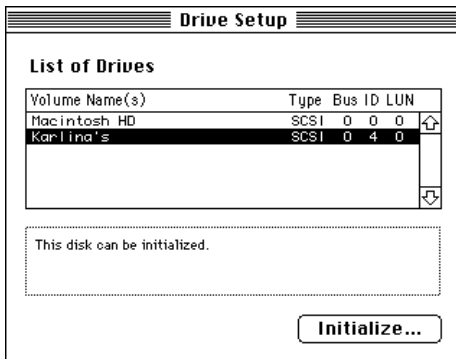 Drive Setup
List of Drives
Volume Name(s) Type Bus ID LUN
Macintosh HD SCSI 0 0 0
Karlina's SCSI 0 4 0
This disk can be initialized.
Initialize...